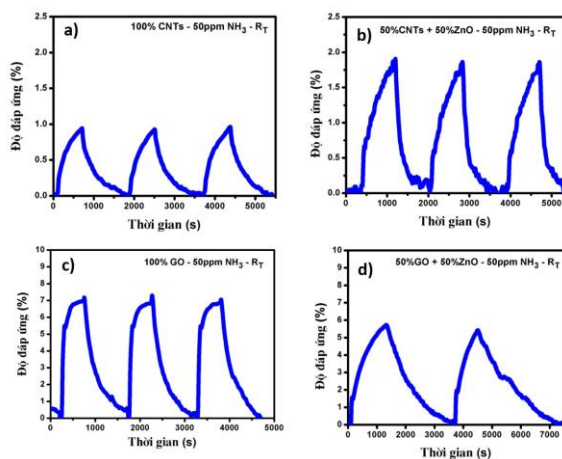 a)
100% CNTs - 50ppm NH3 - RT
Độ đáp ứng (%)
2.5
2.0
1.5
1.0
0.5
0.0
0 1000 2000 3000 4000 5000
Thời gian (s)
b)
50%CNTs + 50%ZnO - 50ppm NH3 - RT
Độ đáp ứng (%)
2.5
2.0
1.5
1.0
0.5
0.0
0 1000 2000 3000 4000 5000
Thời gian (s)
c)
100% GO - 50ppm NH3 - RT
Độ đáp ứng (%)
10
9
8
7
6
5
4
3
2
1
0
0 1000 2000 3000 4000 5000
Thời gian (s)
d)
50%GO + 50%ZnO - 50ppm NH3 - RT
Độ đáp ứng (%)
10
8
6
4
2
0
0 1000 2000 3000 4000 5000 6000 7000
Thời gian (s)